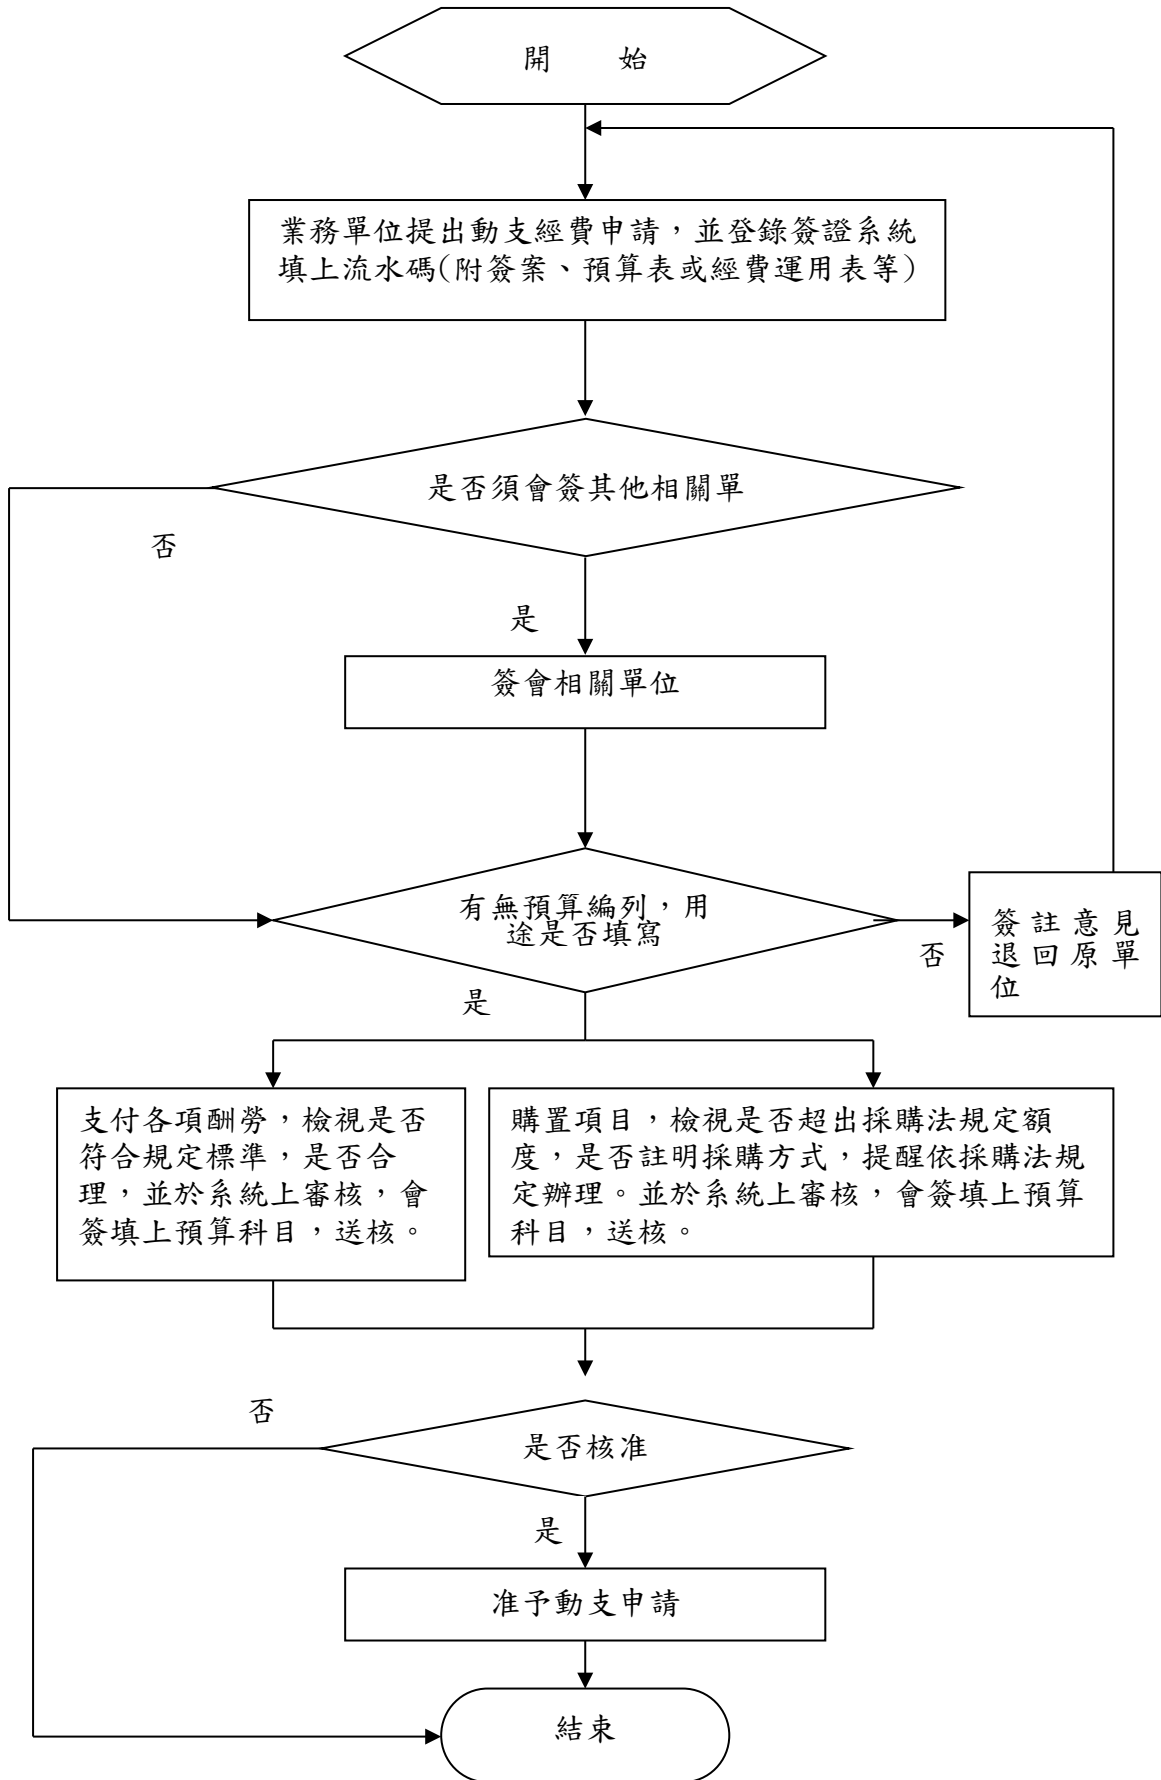 開　　始
業務單位提出動支經費申請，並登錄簽證系統
填上流水碼(附簽案、預算表或經費運用表等)
是否須會簽其他相關單
否
是
簽會相關單位
有無預算編列，用
途是否填寫
否
簽註意見
退回原單
位
是
支付各項酬勞，檢視是否
符合規定標準，是否合
理，並於系統上審核，會
簽填上預算科目，送核。
購置項目，檢視是否超出採購法規定額
度，是否註明採購方式，提醒依採購法規
定辦理。並於系統上審核，會簽填上預算
科目，送核。
否
是否核准
是
准予動支申請
結束